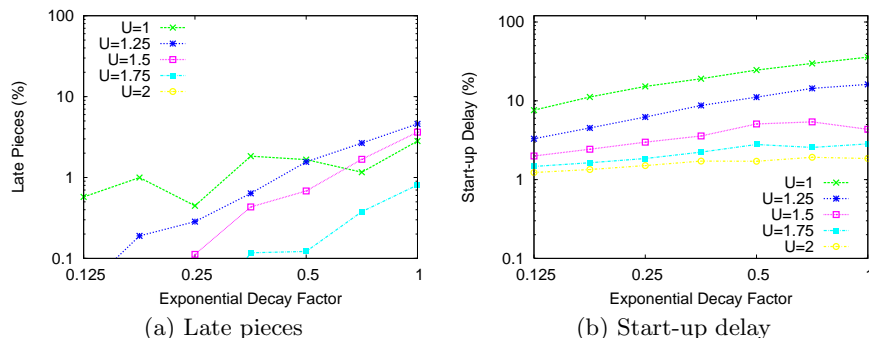 100
10
1
0.1
Late Pieces (%)
U=1
U=1.25
U=1.5
U=1.75
U=2
0.125
0.25
0.5
1
Exponential Decay Factor
(a) Late pieces
100
10
1
0.1
Start-up Delay (%)
U=1
U=1.25
U=1.5
U=1.75
U=2
0.125
0.25
0.5
1
Exponential Decay Factor
(b) Start-up delay